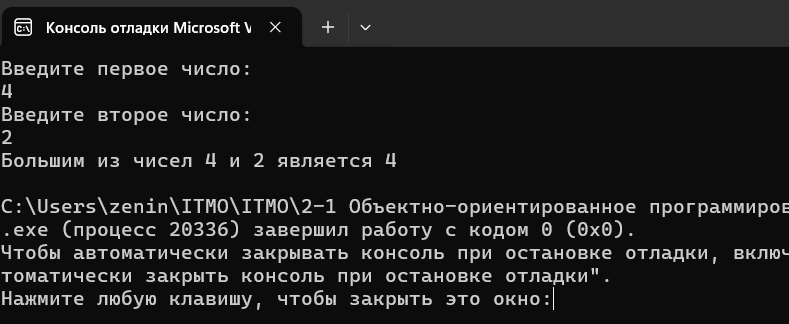 Консоль отладки Microsoft V
Введите первое число:
4
Введите второе число:
2
Большим из чисел 4 и 2 является 4
C:\Users\zenin\ITMO\ITMO\2-1 Объектно-ориентированное программиров
.exe (процесс 20336) завершил работу с кодом 0 (0x0).
Чтобы автоматически закрывать консоль при остановке отладки, включ
томатически закрыть консоль при остановке отладки".
Нажмите любую клавишу, чтобы закрыть это окно: